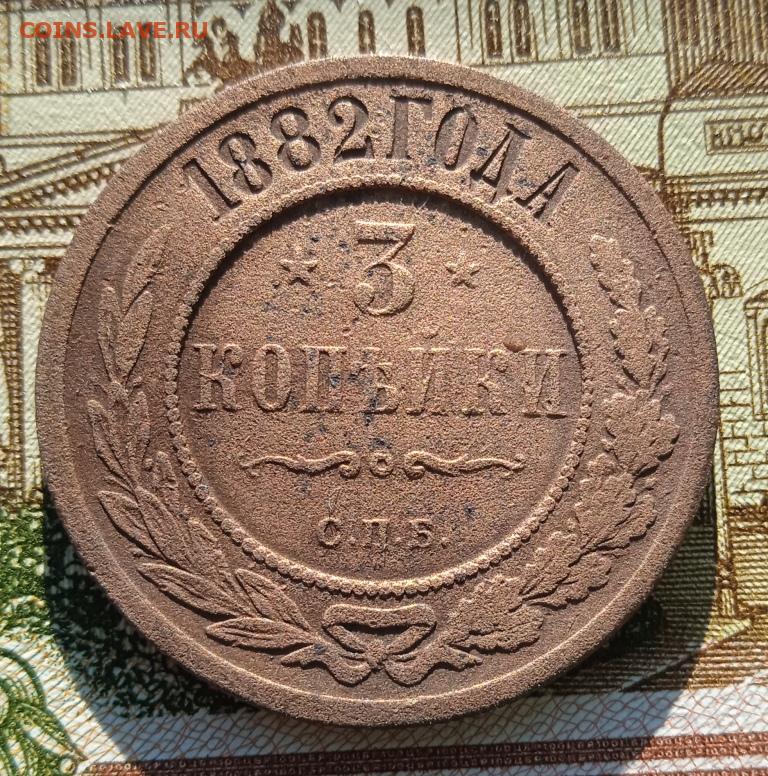 COINS.LAVE.RU
1882 ГОДА
3
КОПѢЙКИ
С.П.Б.